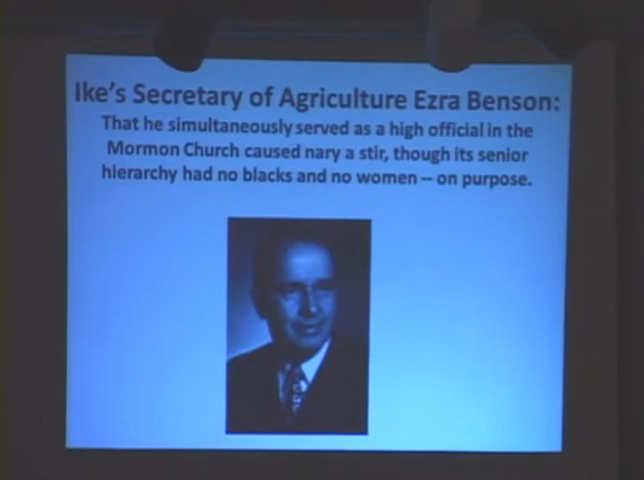 Ike's Secretary of Agriculture Ezra Benson:
That he simultaneously served as a high official in the
Mormon Church caused nary a stir, though its senior
hierarchy had no blacks and no women – on purpose.